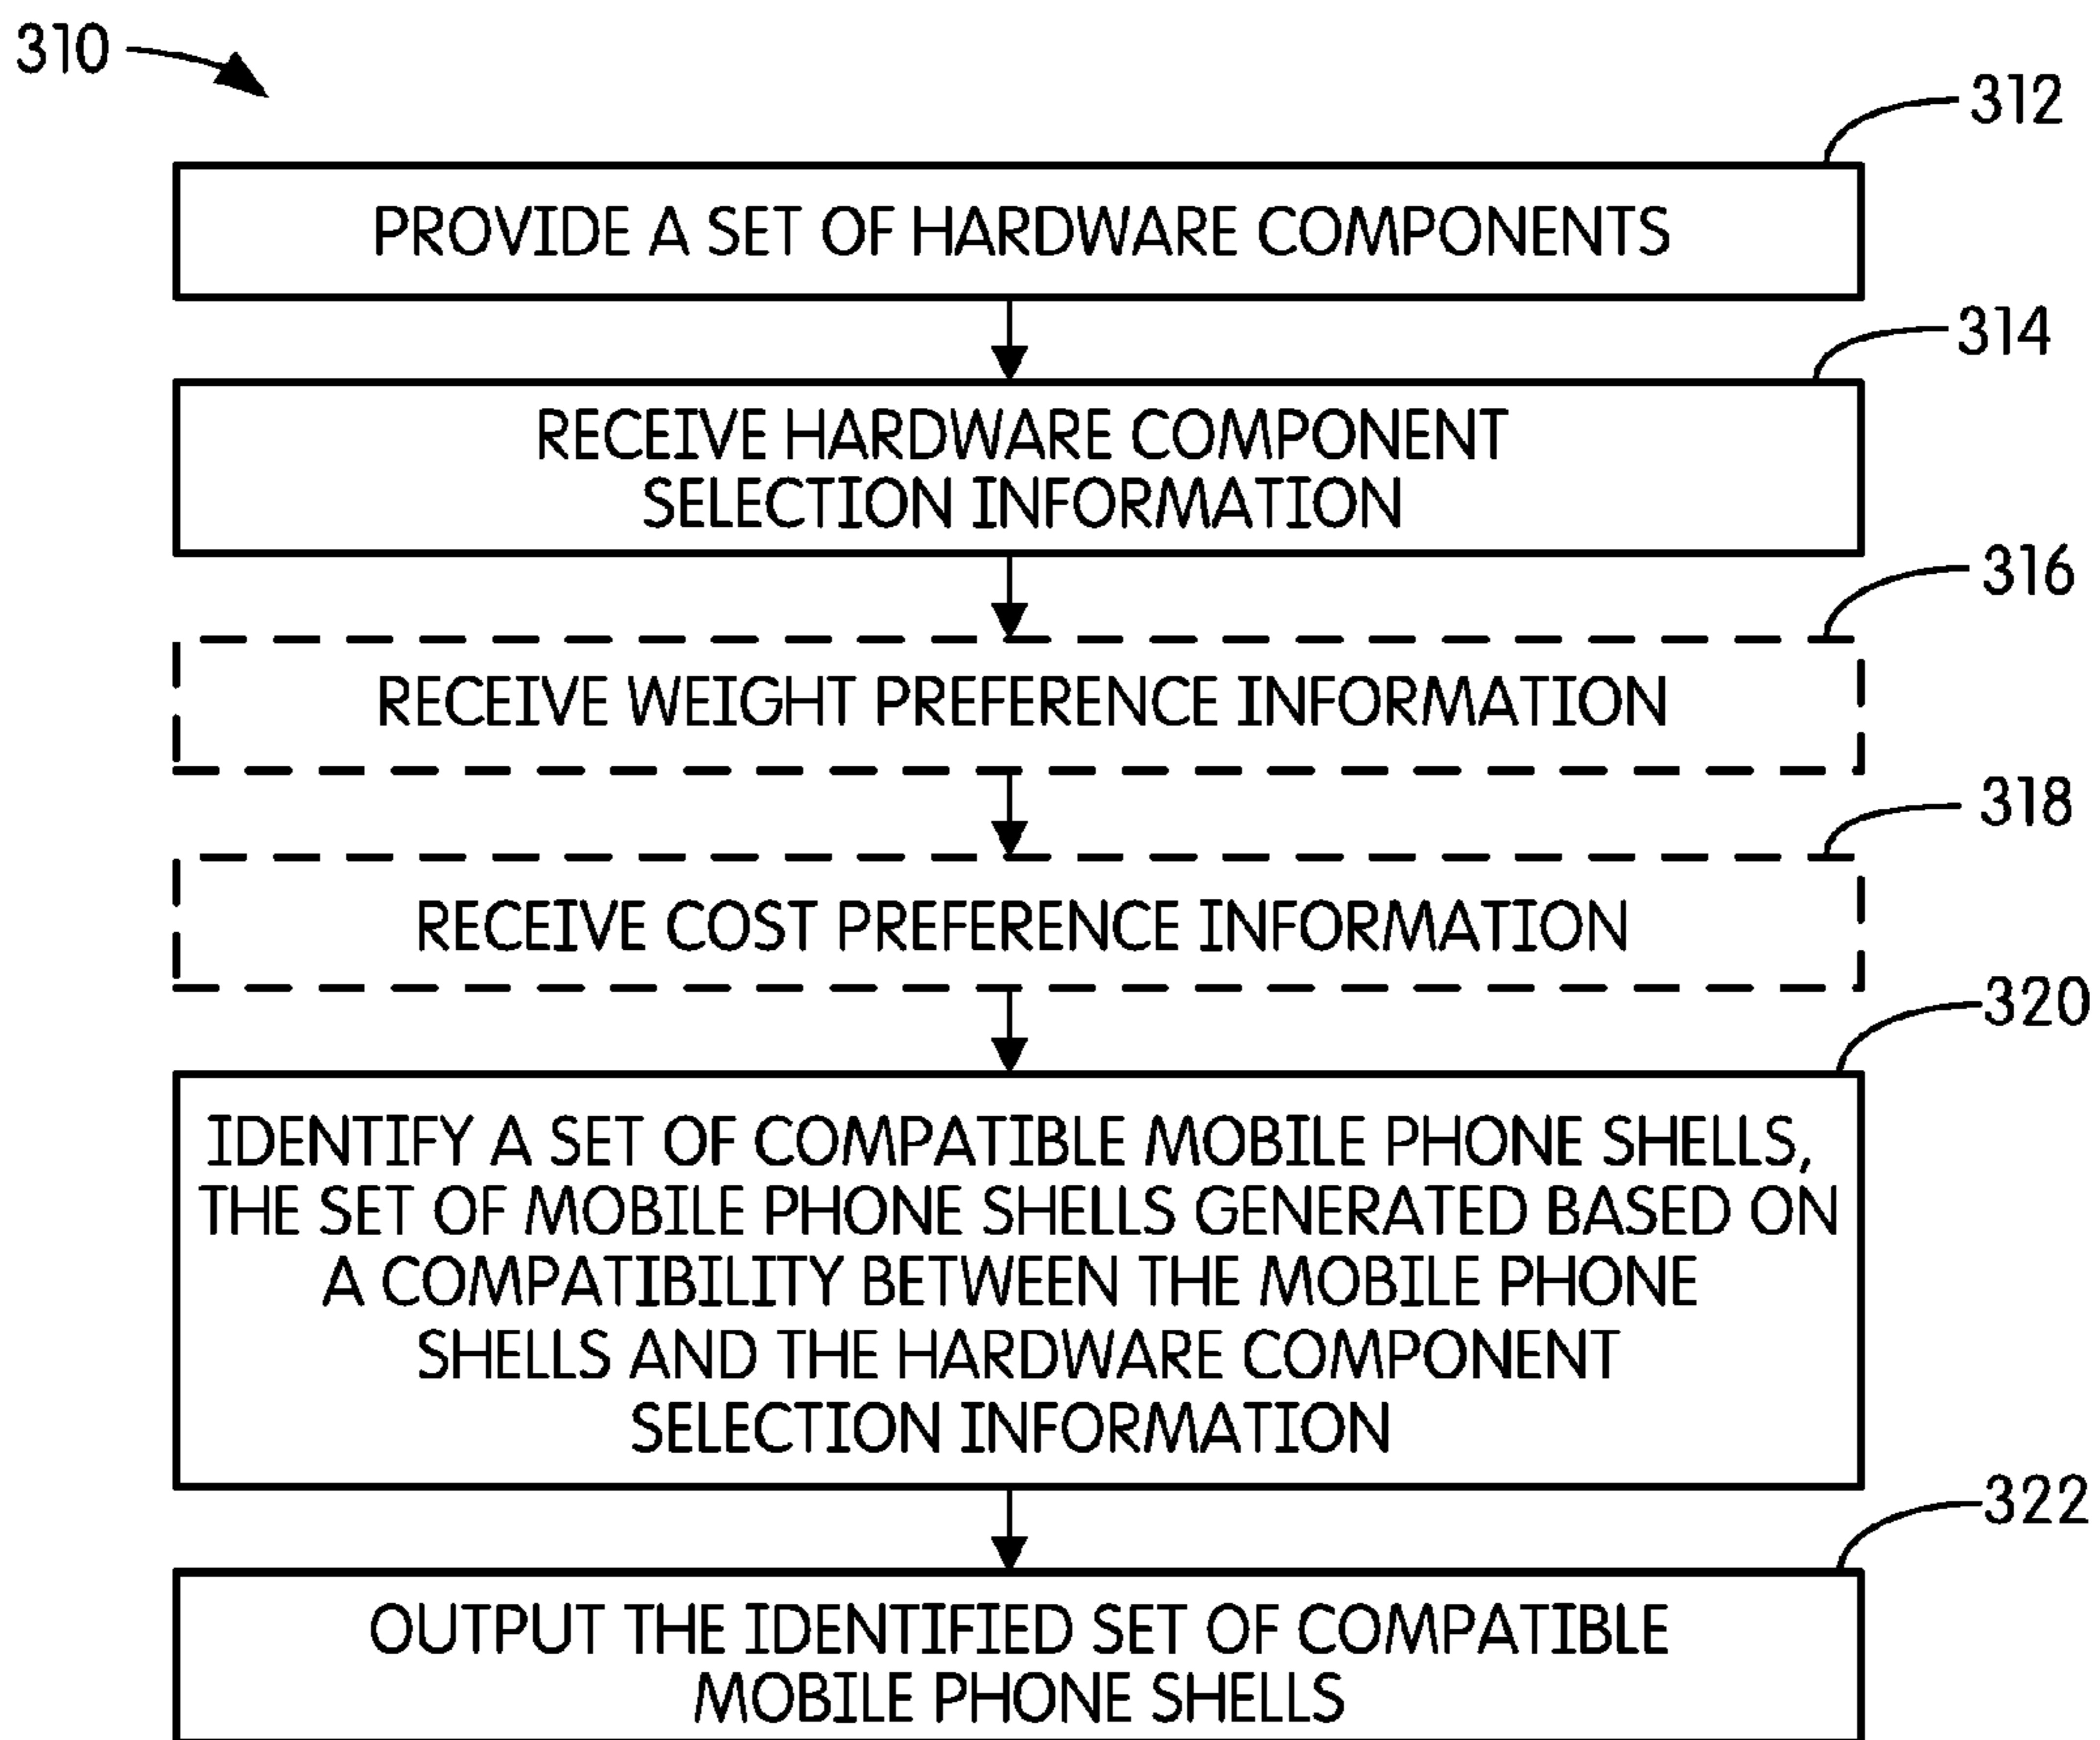 310
312
PROVIDE A SET OF HARDWARE COMPONENTS
314
RECEIVE HARDWARE COMPONENT
SELECTION INFORMATION
316
RECEIVE WEIGHT PREFERENCE INFORMATION
318
RECEIVE COST PREFERENCE INFORMATION
320
IDENTIFY A SET OF COMPATIBLE MOBILE PHONE SHELLS,
THE SET OF MOBILE PHONE SHELLS GENERATED BASED ON
A COMPATIBILITY BETWEEN THE MOBILE PHONE
SHELLS AND THE HARDWARE COMPONENT
SELECTION INFORMATION
322
OUTPUT THE IDENTIFIED SET OF COMPATIBLE
MOBILE PHONE SHELLS